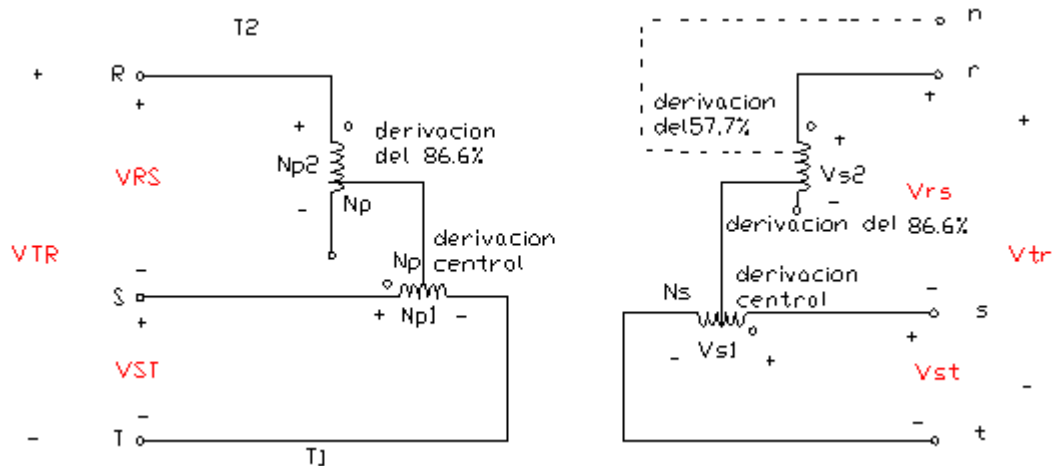 T2
R
+
+
VRS
VTR
-
-
S
+
VST
-
-
T
T1
+
Np2
-
derivacion
del 86.6%
Np
derivacion
central
Np
+
Np1
-
n
r
derivacion
del57.7%
+
Vs2
-
derivacion del 86.6%
+
Vrs
+
Vtr
-
s
+
Vst
-
-
t
Ns
derivacion
central
-
Vs1
+